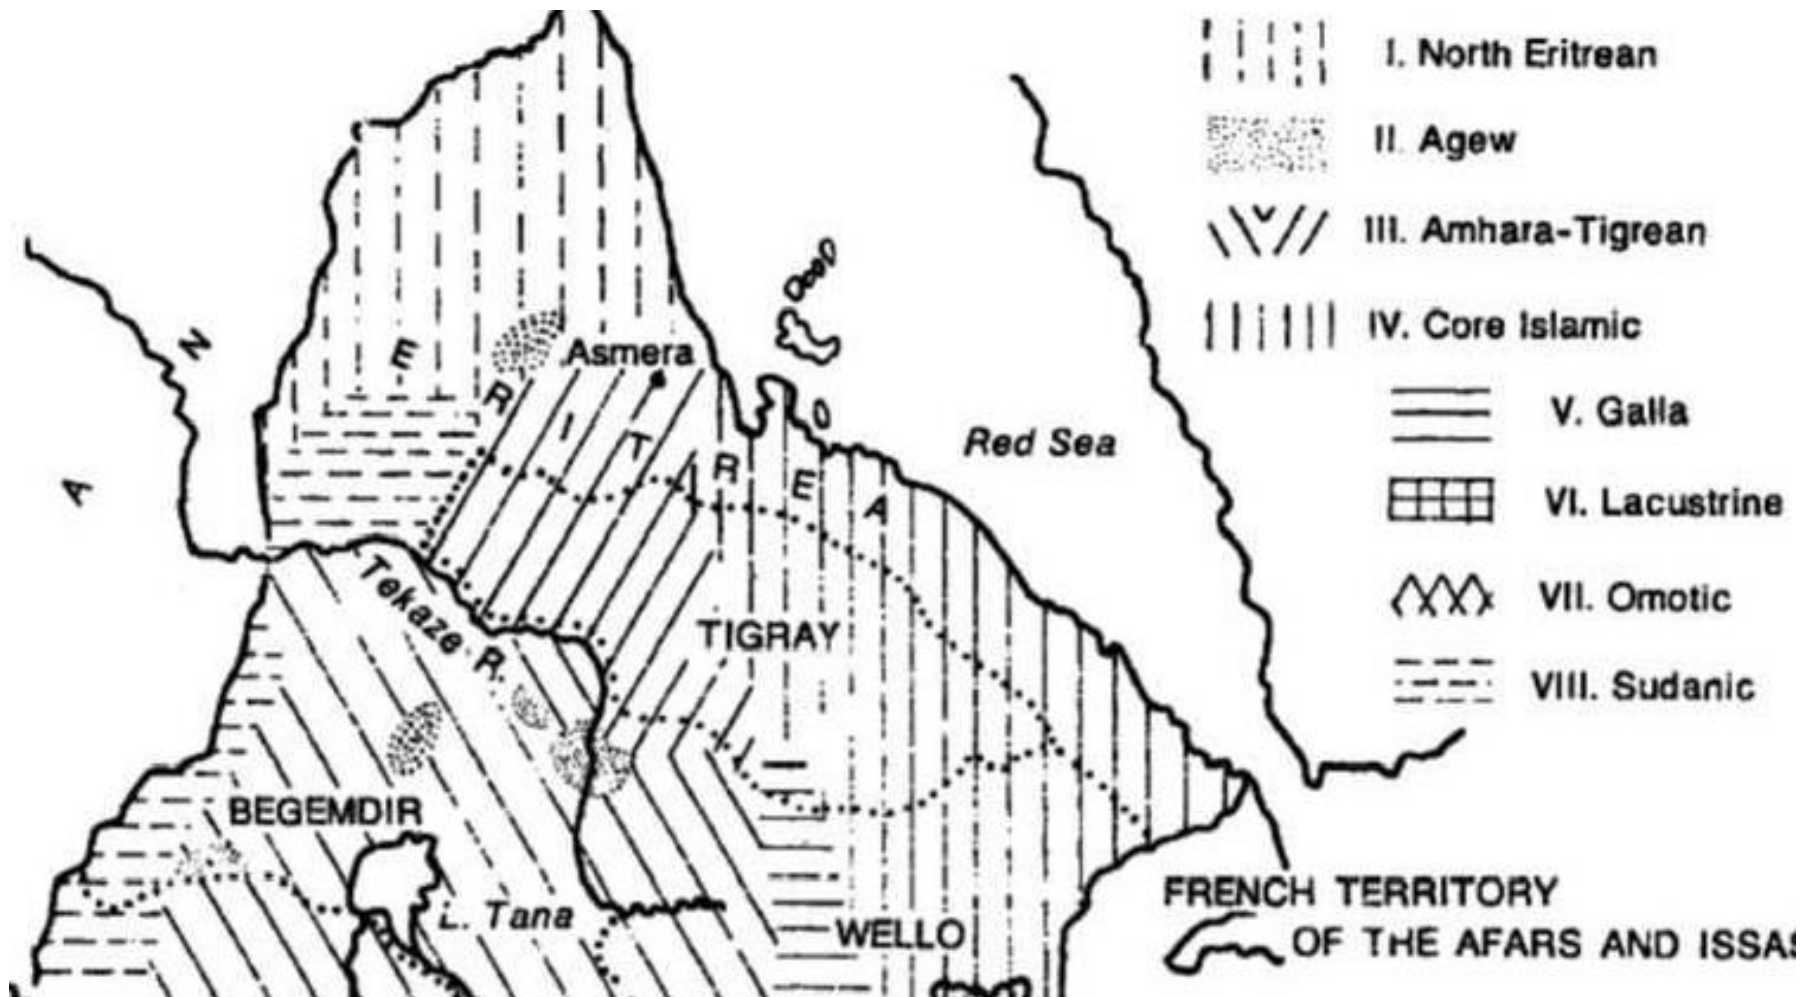 I. North Eritrean
II. Agew
III. Amhara-Tigrean
IV. Core Islamic
V. Galla
VI. Lacustrine
VII. Omotic
VIII. Sudanic
A N
ERITREA
Asmera
Red Sea
Tekaze R.
TIGRAY
BEGEMDIR
L. Tana
WELLO
FRENCH TERRITORY
OF THE AFARS AND ISSAS